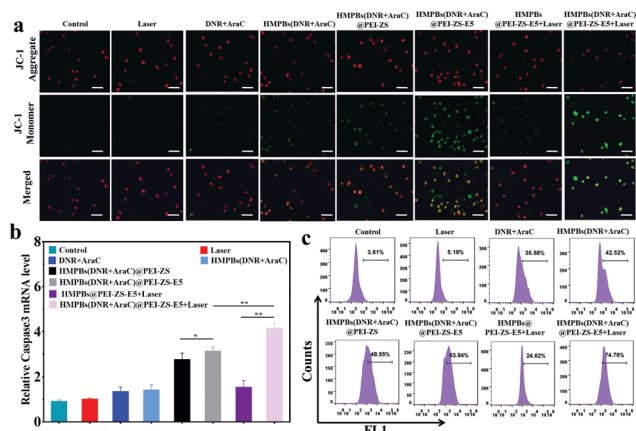 a
Control Laser DNR+AraC HMPBs(DNR+AraC) HMPBs(DNR+AraC) @PEI-ZS HMPBs(DNR+AraC) @PEI-ZS-E5 HMPBs @PEI-ZS-E5+Laser HMPBs(DNR+AraC) @PEI-ZS-E5+Laser
JC-1 Aggregate
JC-1 Monomer
Merged
b
Relative Caspase3 mRNA level
8
6
4
2
0
Control Laser
DNR+AraC HMPBs(DNR+AraC)
HMPBs(DNR+AraC)@PEI-ZS
HMPBs(DNR+AraC)@PEI-ZS-E5
HMPBs@PEI-ZS-E5+Laser
HMPBs(DNR+AraC)@PEI-ZS-E5+Laser
*
**
**
c
Control Laser DNR+AraC HMPBs(DNR+AraC)
3.61% 5.19% 35.56% 42.52%
HMPBs(DNR+AraC) @PEI-ZS HMPBs(DNR+AraC) @PEI-ZS-E5 HMPBs@ @PEI-ZS-E5+Laser HMPBs(DNR+AraC) @PEI-ZS-E5+Laser
48.55% 63.84% 24.62% 74.76%
Counts
FL1